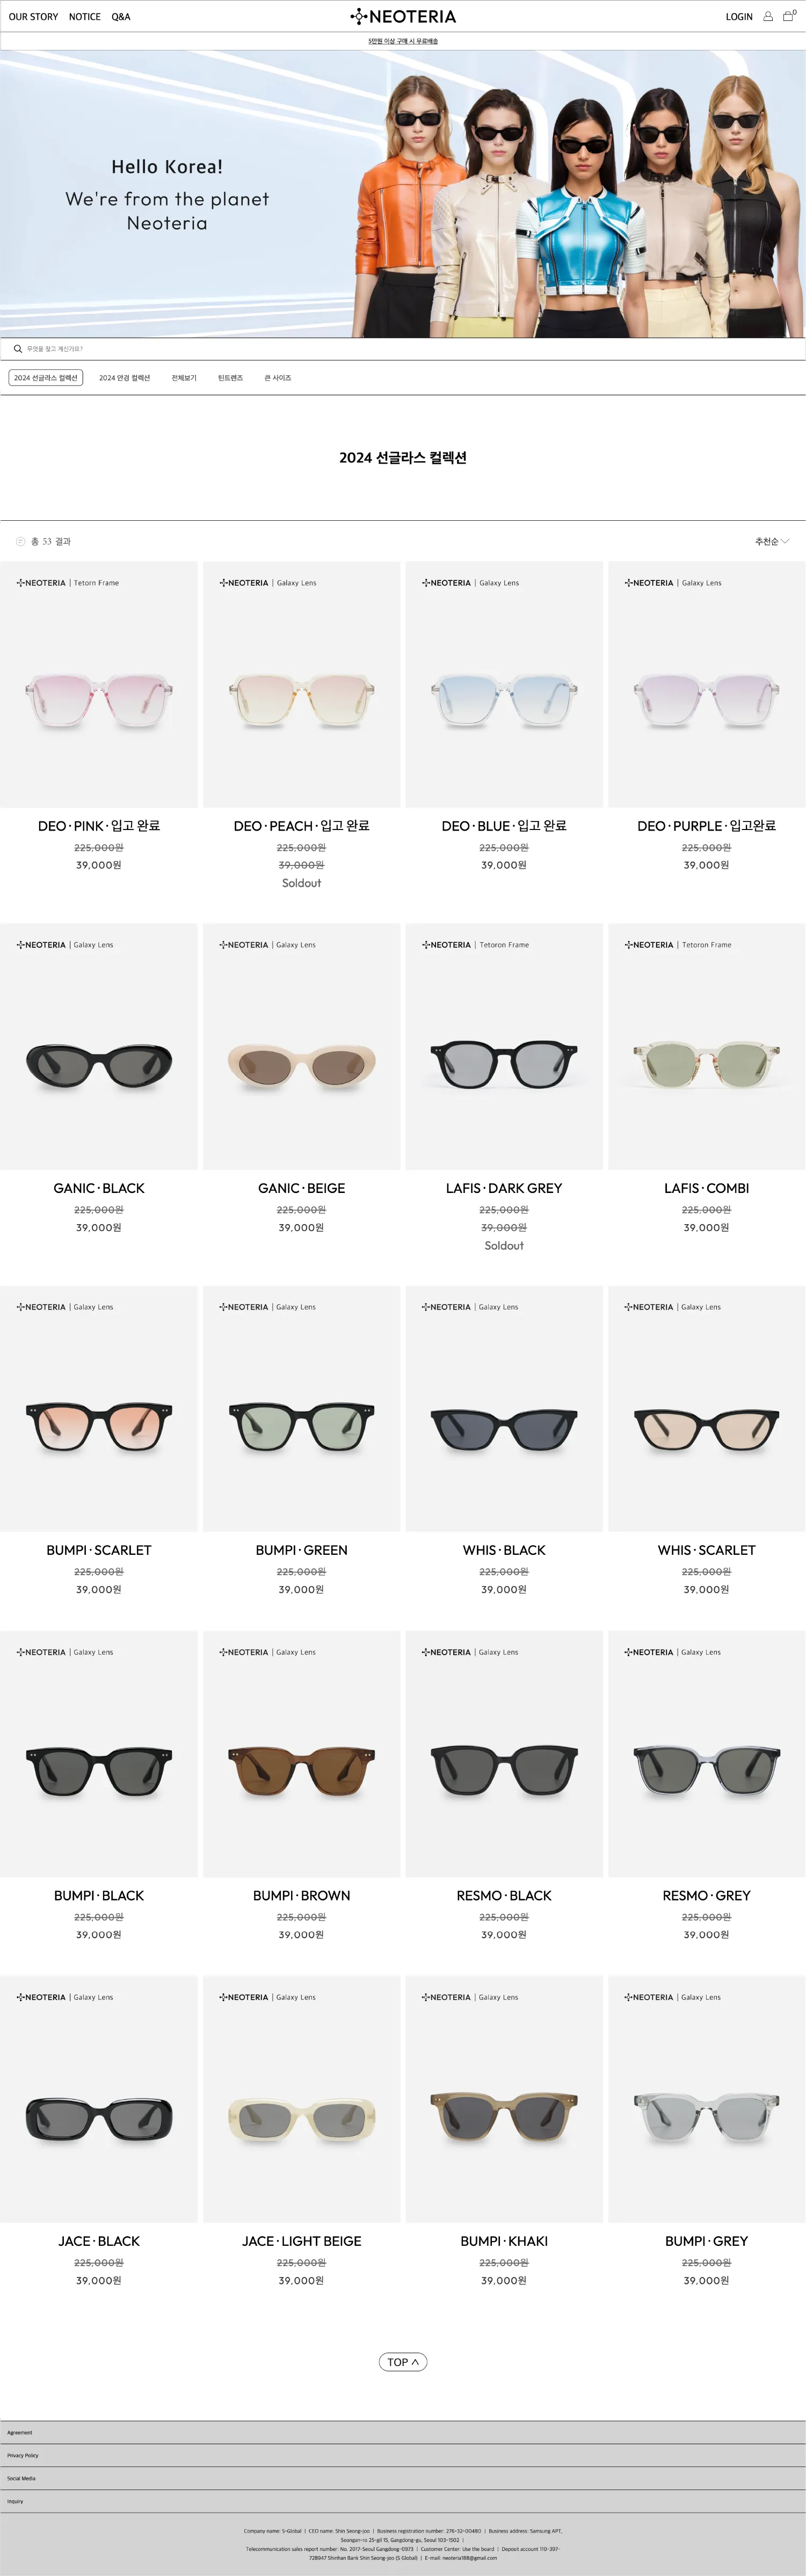 OUR STORY NOTICE Q&A
NEOTERIA
LOGIN
0
5만원 이상 구매 시 무료배송
Hello Korea!
We're from the planet
Neoteria
무엇을 찾고 계신가요?
2024 선글라스 컬렉션 2024 안경 컬렉션 전체보기 틴트렌즈 큰 사이즈
2024 선글라스 컬렉션
총 53 결과
추천순
NEOTERIA | Tetorn Frame
NEOTERIA | Galaxy Lens
NEOTERIA | Galaxy Lens
NEOTERIA | Galaxy Lens
DEO · PINK · 입고 완료
225,000원
39,000원
DEO · PEACH · 입고 완료
225,000원
39,000원
Soldout
DEO · BLUE · 입고 완료
225,000원
39,000원
DEO · PURPLE · 입고완료
225,000원
39,000원
NEOTERIA | Galaxy Lens
NEOTERIA | Galaxy Lens
NEOTERIA | Tetoron Frame
NEOTERIA | Tetoron Frame
GANIC · BLACK
225,000원
39,000원
GANIC · BEIGE
225,000원
39,000원
LAFIS · DARK GREY
225,000원
39,000원
Soldout
LAFIS · COMBI
225,000원
39,000원
NEOTERIA | Galaxy Lens
NEOTERIA | Galaxy Lens
NEOTERIA | Galaxy Lens
NEOTERIA | Galaxy Lens
BUMPI · SCARLET
225,000원
39,000원
BUMPI · GREEN
225,000원
39,000원
WHIS · BLACK
225,000원
39,000원
WHIS · SCARLET
225,000원
39,000원
NEOTERIA | Galaxy Lens
NEOTERIA | Galaxy Lens
NEOTERIA | Galaxy Lens
NEOTERIA | Galaxy Lens
BUMPI · BLACK
225,000원
39,000원
BUMPI · BROWN
225,000원
39,000원
RESMO · BLACK
225,000원
39,000원
RESMO · GREY
225,000원
39,000원
NEOTERIA | Galaxy Lens
NEOTERIA | Galaxy Lens
NEOTERIA | Galaxy Lens
NEOTERIA | Galaxy Lens
JACE · BLACK
225,000원
39,000원
JACE · LIGHT BEIGE
225,000원
39,000원
BUMPI · KHAKI
225,000원
39,000원
BUMPI · GREY
225,000원
39,000원
TOP
Agreement
Privacy Policy
Social Media
Inquiry
Company name: S-Global | CEO name: Shin Seong-joo | Business registration number: 276-32-00480 | Business address: Samsung APT,
Seongan-ro 25-gil 15, Gangdong-gu, Seoul 103-1502 |
Telecommunication sales report number: No. 2017-Seoul Gangdong-0973 | Customer Center: Use the board | Deposit account 110-397-
728947 Shinhan Bank Shin Seong-joo (S Global) | E-mail: neoteria188@gmail.com